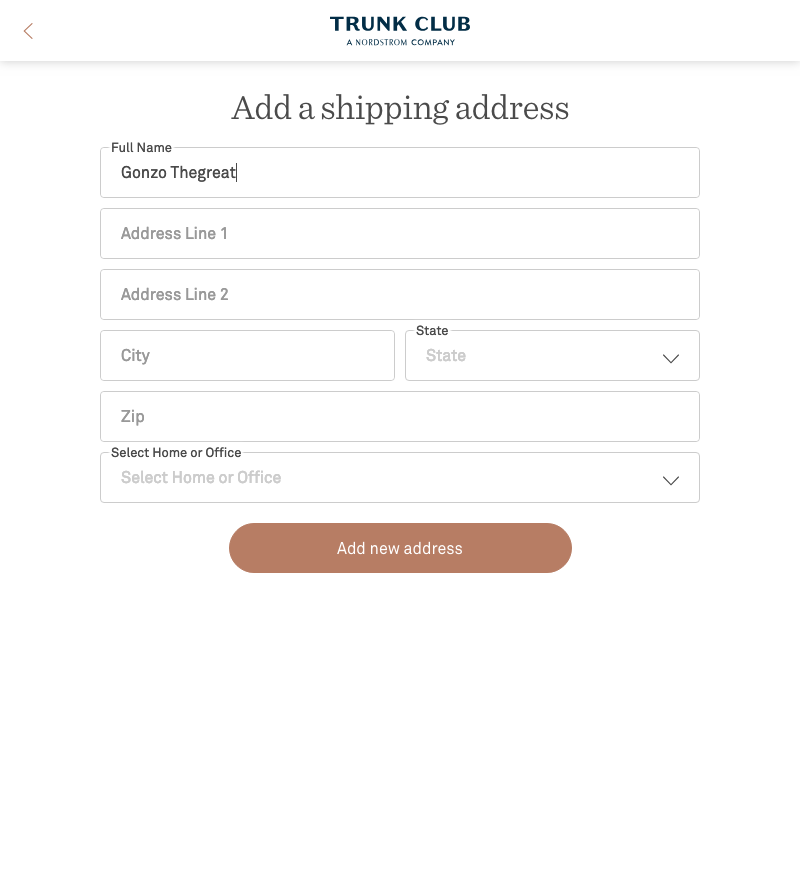 TRUNK CLUB
A NORDSTROM COMPANY
Add a shipping address
Full Name
Gonzo Thegreat
Address Line 1
Address Line 2
City
State
State
Zip
Select Home or Office
Select Home or Office
Add new address